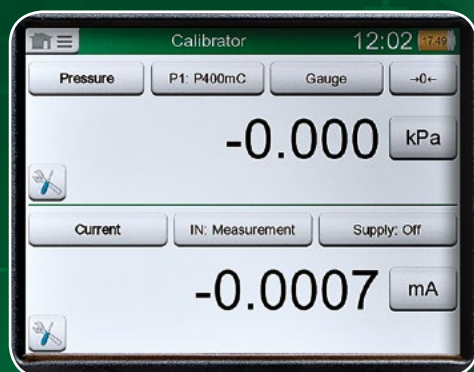 Calibrator 12:02 17:49
Pressure P1: P400mC Gauge →0←
-0.000 kPa
Current IN: Measurement Supply: Off
-0.0007 mA